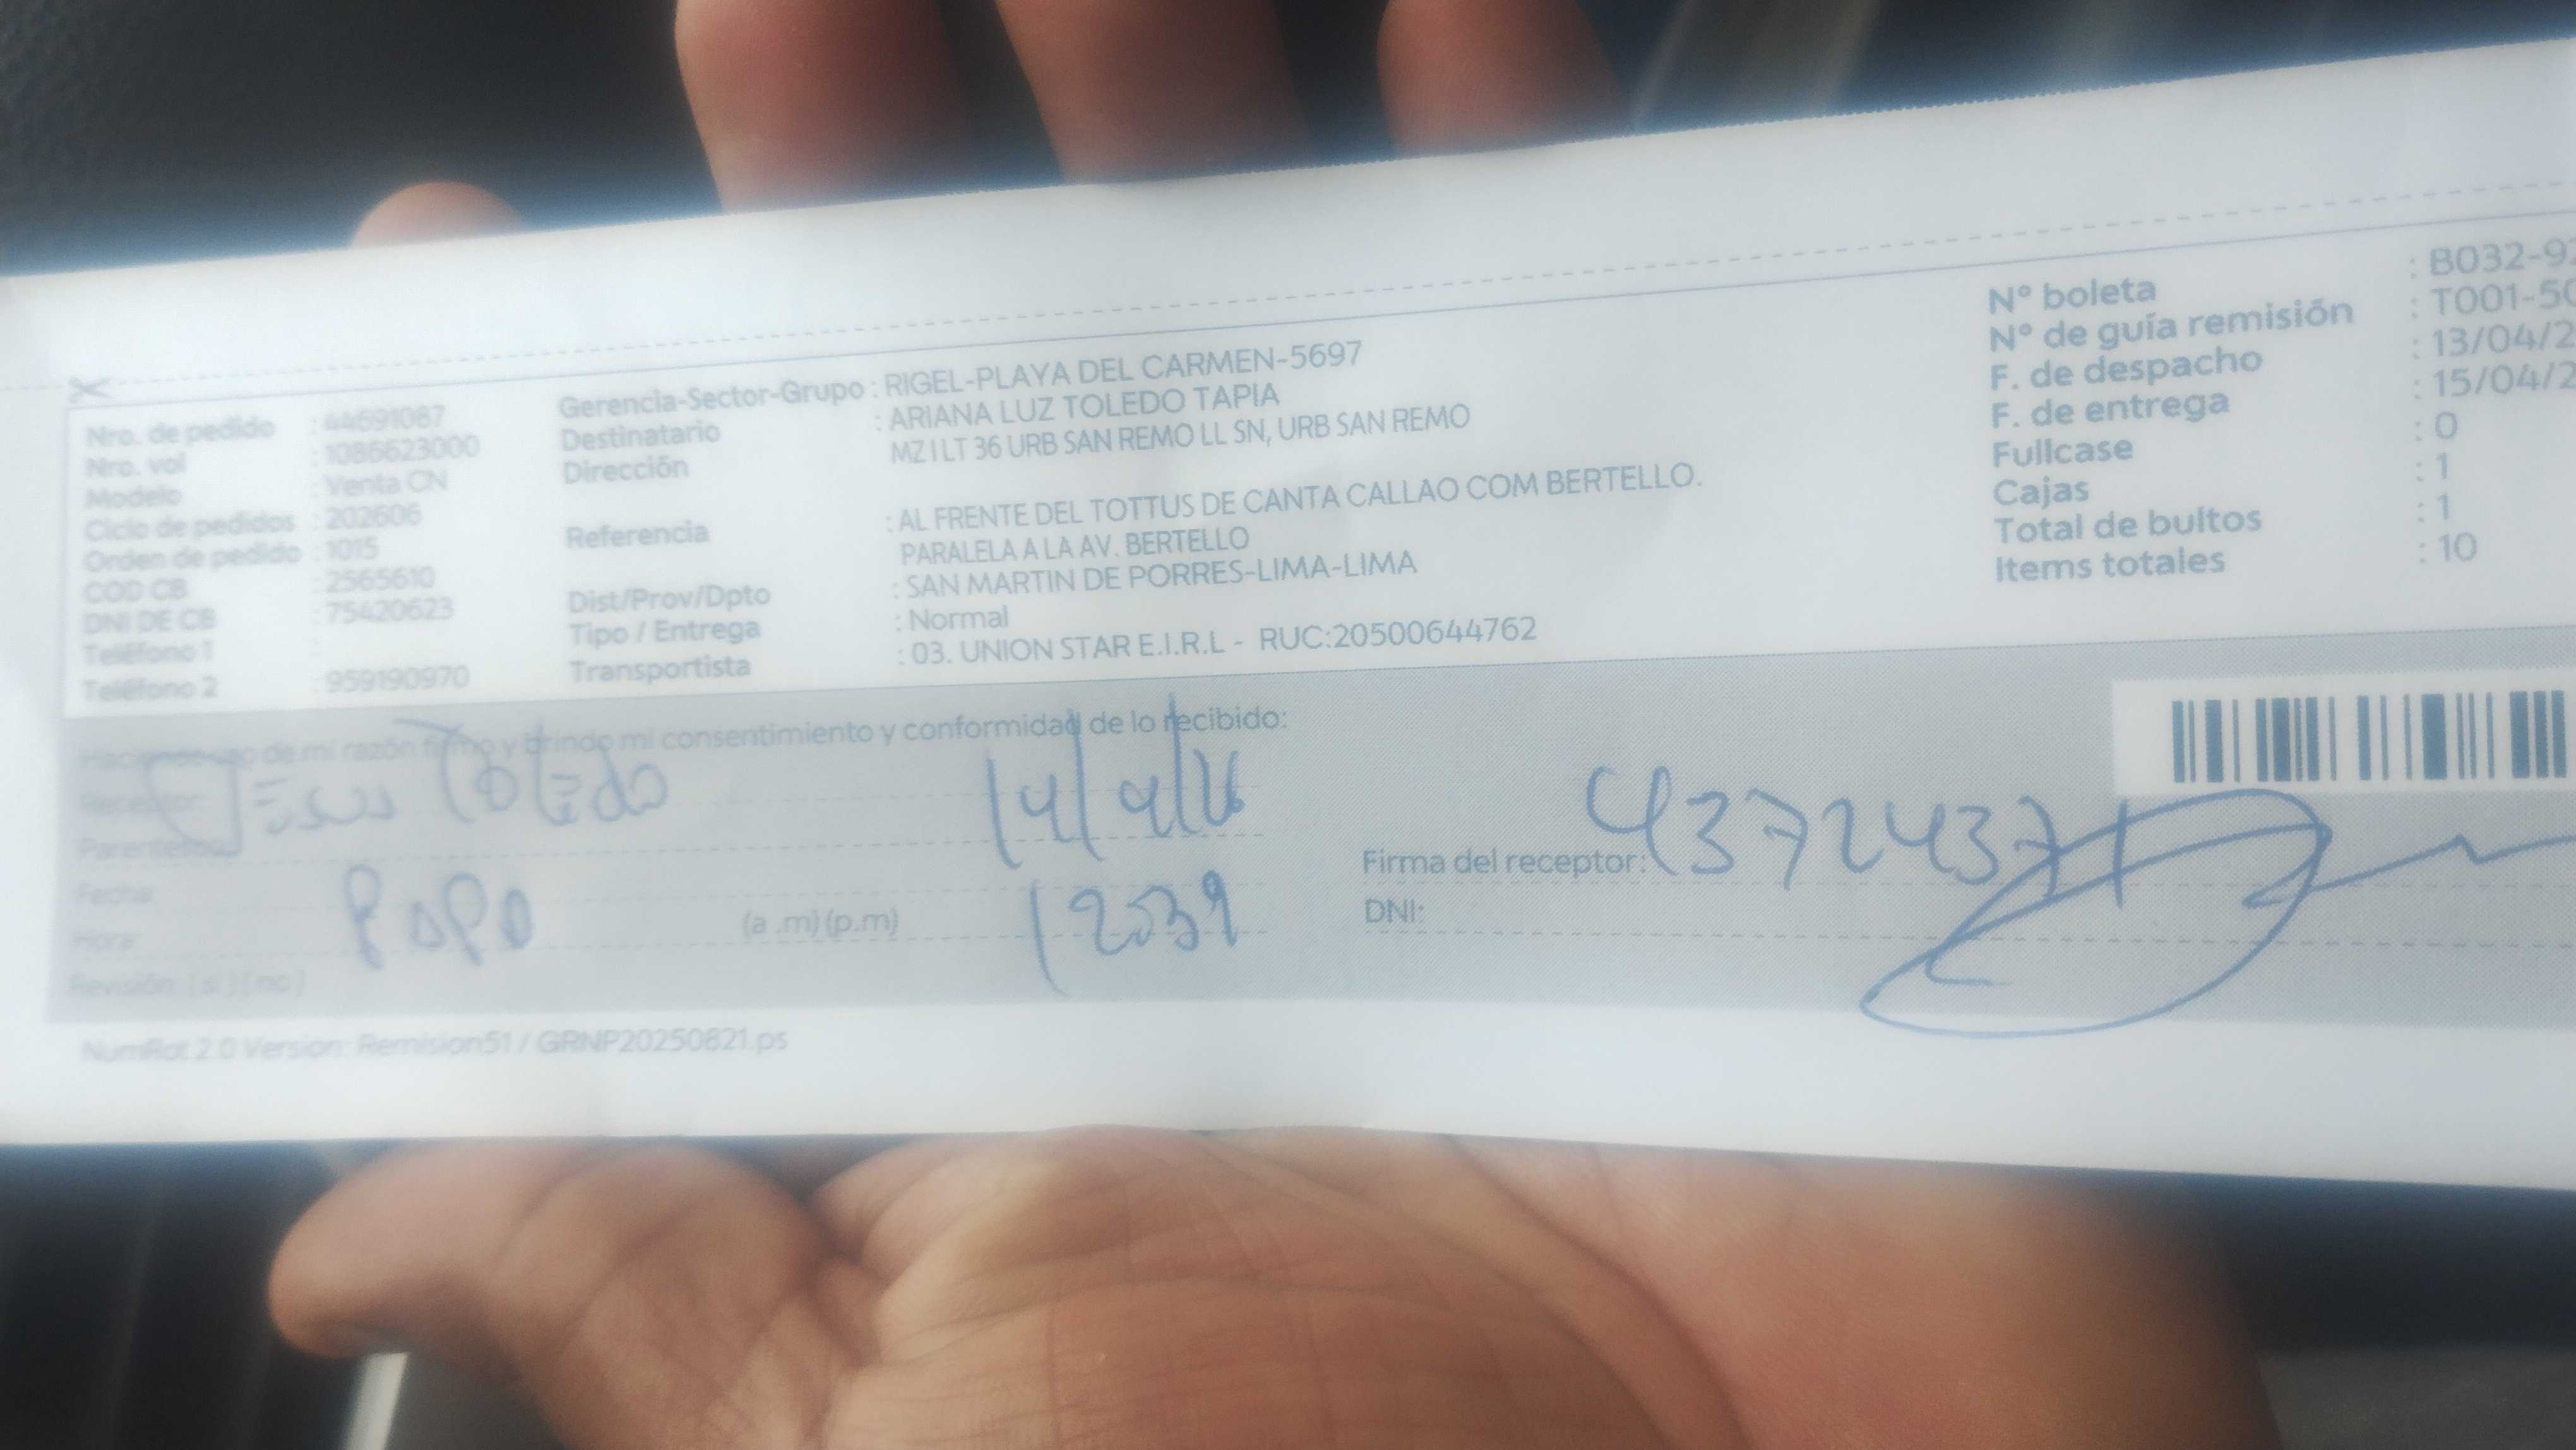 Nro. de pedido : 44691087
Nro. vol : 1086623000
Modelo : Venta CN
Ciclo de pedidos : 202606
Orden de pedido : 1015
COD CB : 2565610
DNI DE CB : 75420623
Teléfono 1 :
Teléfono 2 : 959190970
Gerencia-Sector-Grupo : RIGEL-PLAYA DEL CARMEN-5697
Destinatario : ARIANA LUZ TOLEDO TAPIA
Dirección MZ I LT 36 URB SAN REMO LL SN, URB SAN REMO
Referencia : AL FRENTE DEL TOTTUS DE CANTA CALLAO COM BERTELLO.
PARALELA A LA AV. BERTELLO
Dist/Prov/Dpto : SAN MARTIN DE PORRES-LIMA-LIMA
Tipo / Entrega : Normal
Transportista : 03. UNION STAR E.I.R.L - RUC:20500644762
N° boleta : B032-92
N° de guía remisión : T001-50
F. de despacho : 13/04/2
F. de entrega : 15/04/2
Fullcase : 0
Cajas : 1
Total de bultos : 1
Items totales : 10
Haciendo uso de mi razón firmo y brindo mi consentimiento y conformidad de lo recibido:
Receptor: Jesus Toledo 14/4/26
Parentesco:
Fecha: Papa
Hora: (a .m) (p.m) 1239
Revisión: (si) (no)
Firma del receptor: 43724371
DNI:
NumRot 2.0 Version: Remision51 / GRNP20250821.ps